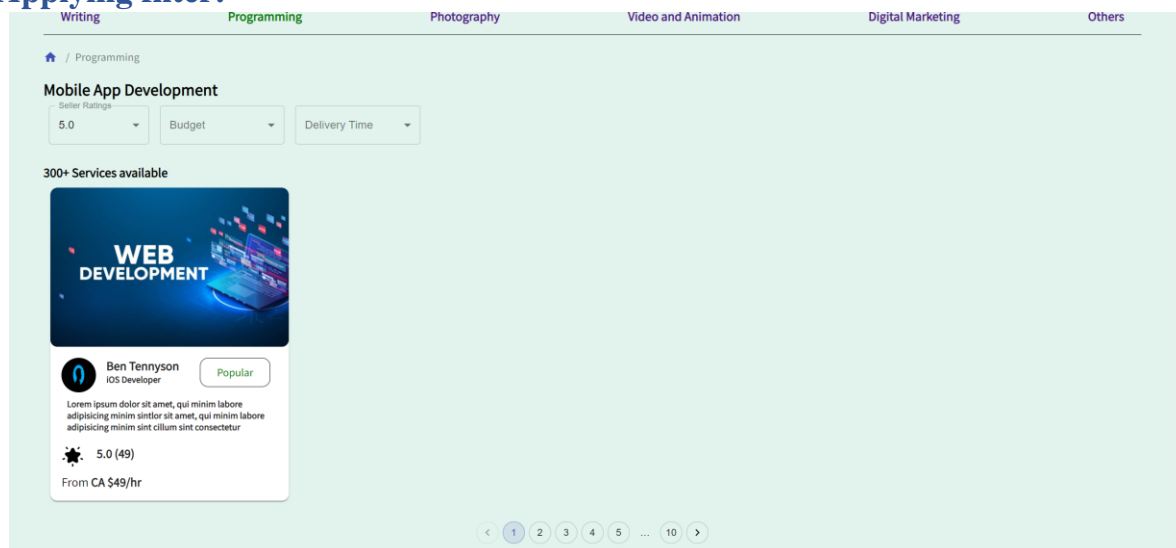 Applying filter:
Writing Programming Photography Video and Animation Digital Marketing Others
/ Programming
Mobile App Development
Seller Ratings
5.0 Budget Delivery Time
300+ Services available
WEB
DEVELOPMENT
Ben Tennyson
iOS Developer
Popular
Lorem ipsum dolor sit amet, qui minim labore
adipisicing minim sintlor sit amet, qui minim labore
adipisicing minim sint cillum sint consectetur
5.0 (49)
From CA $49/hr
< 1 2 3 4 5 ... 10 >